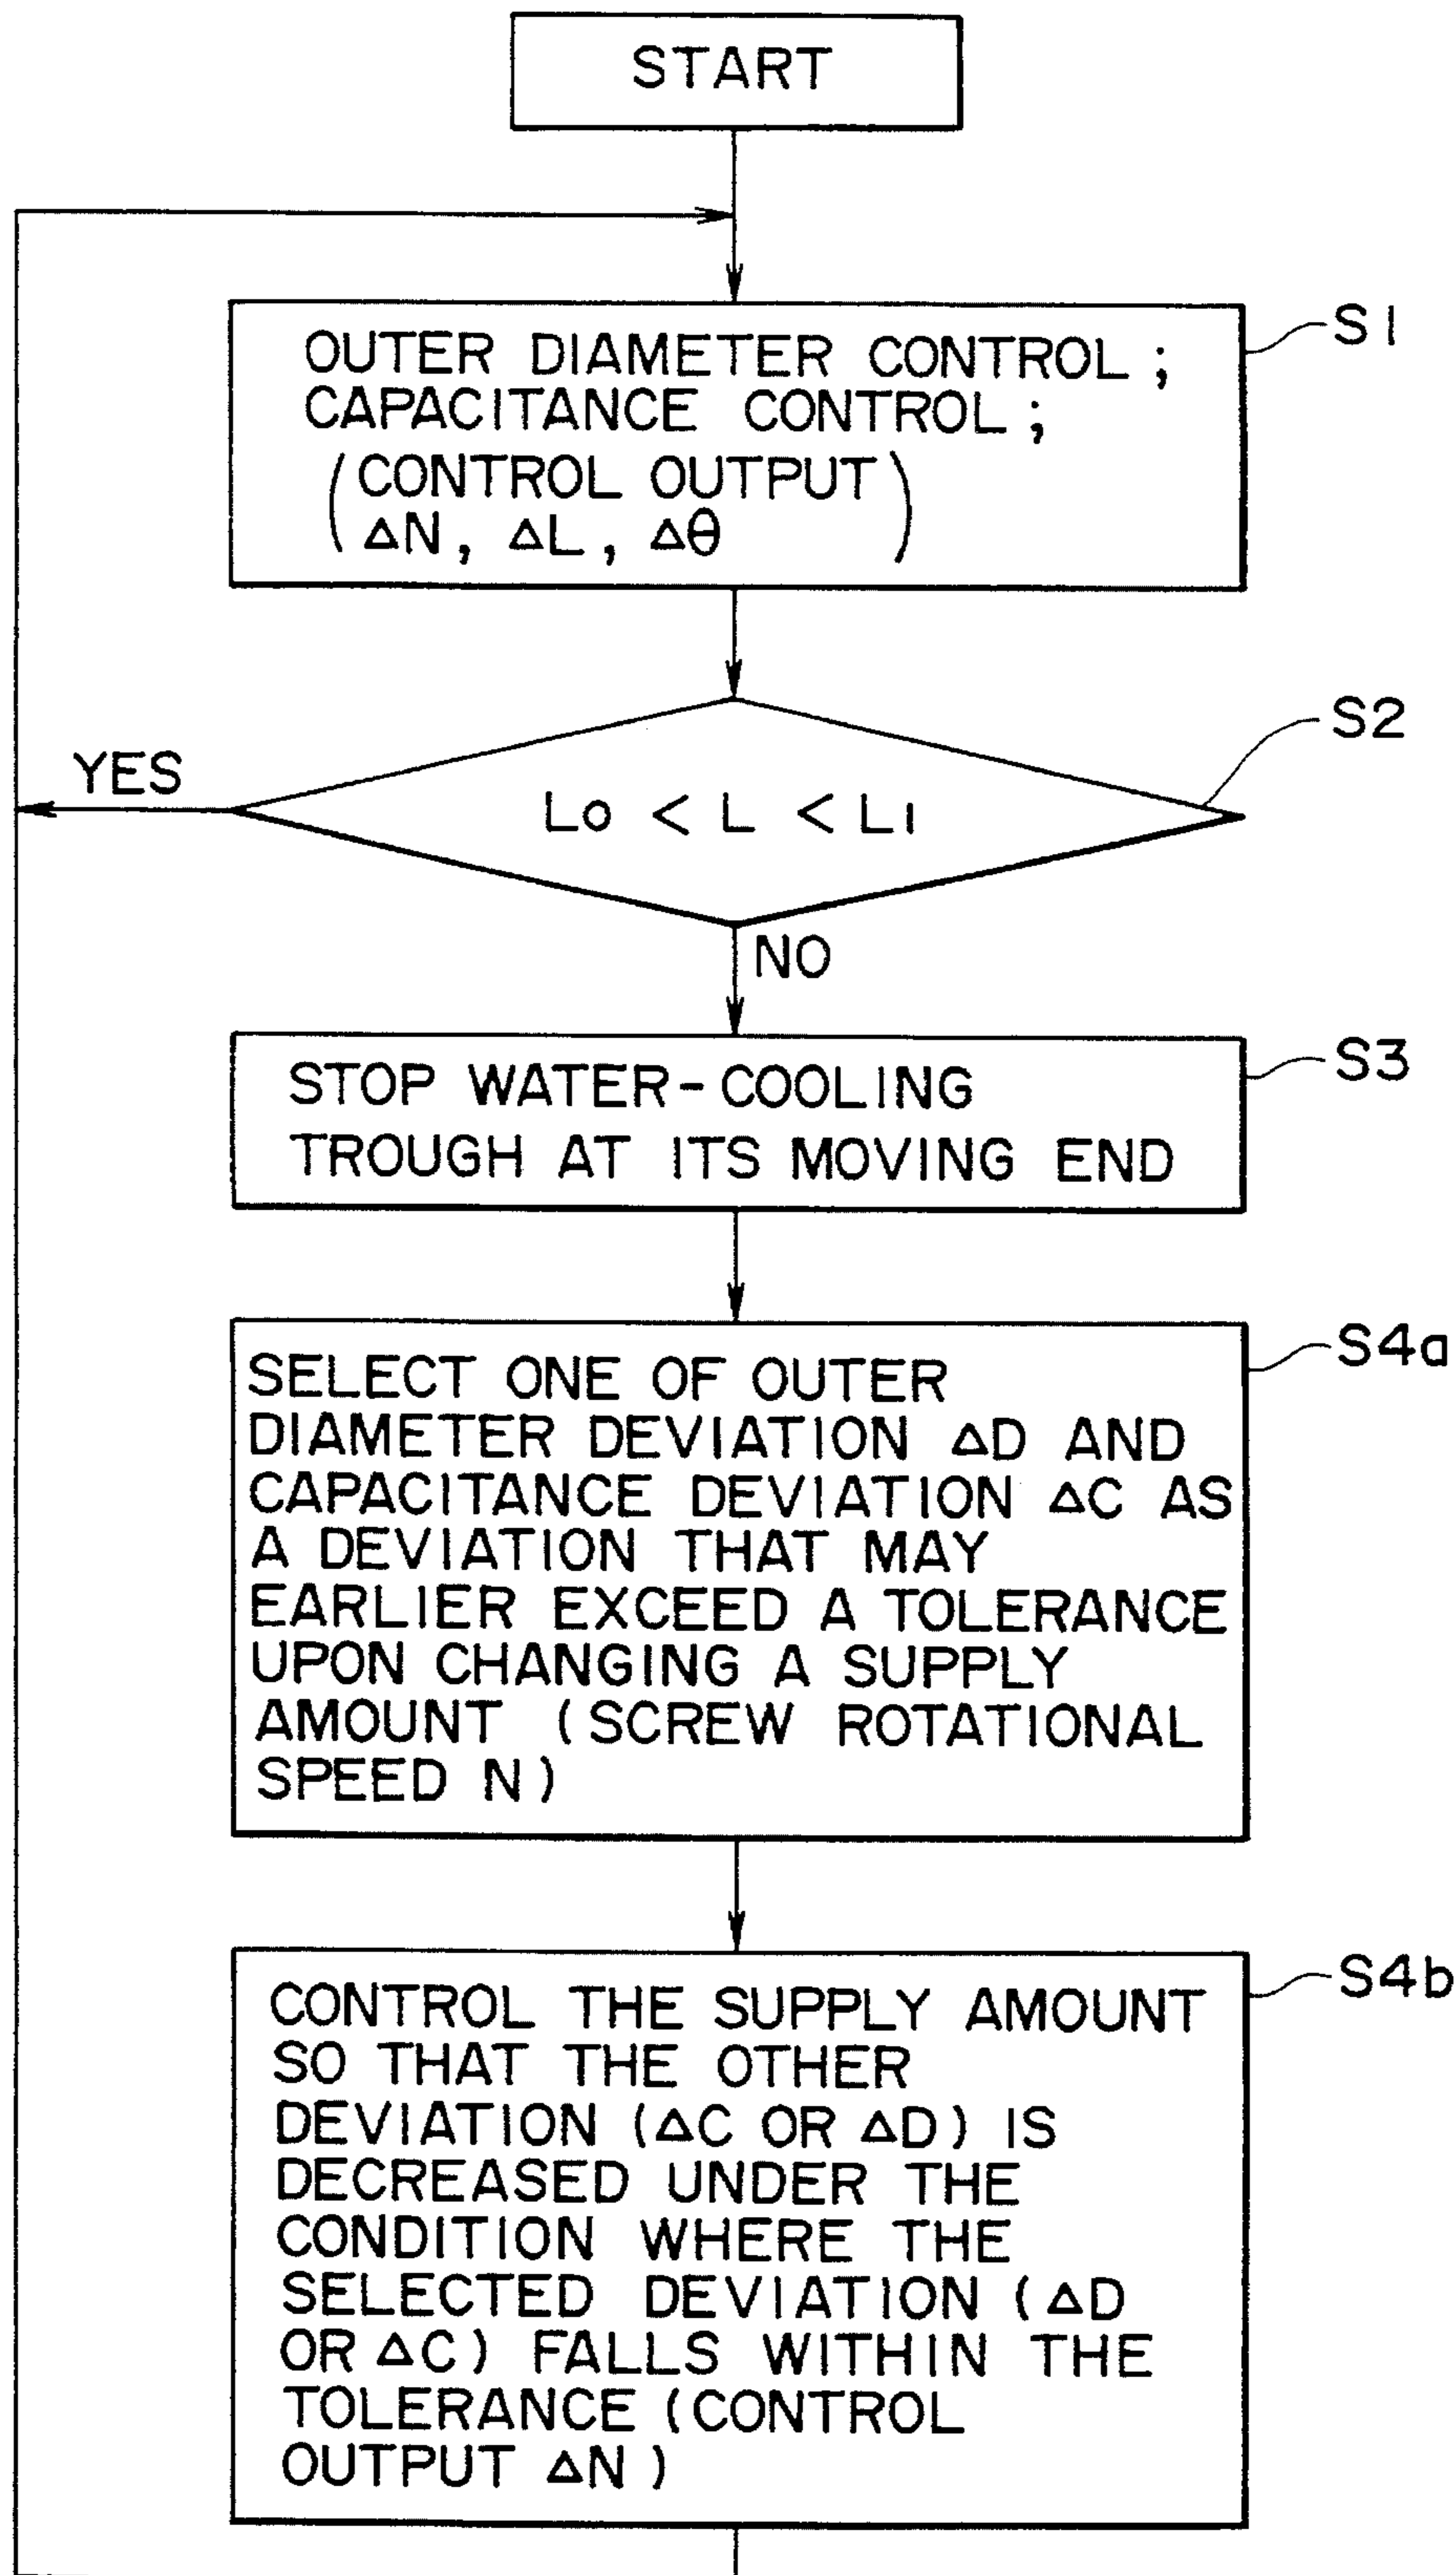 START
OUTER DIAMETER CONTROL;
CAPACITANCE CONTROL;
(CONTROL OUTPUT
ΔN, ΔL, Δθ)
S1
YES
L0 < L < L1
S2
NO
STOP WATER-COOLING
TROUGH AT ITS MOVING END
S3
SELECT ONE OF OUTER
DIAMETER DEVIATION ΔD AND
CAPACITANCE DEVIATION ΔC AS
A DEVIATION THAT MAY
EARLIER EXCEED A TOLERANCE
UPON CHANGING A SUPPLY
AMOUNT (SCREW ROTATIONAL
SPEED N)
S4a
CONTROL THE SUPPLY AMOUNT
SO THAT THE OTHER
DEVIATION (ΔC OR ΔD) IS
DECREASED UNDER THE
CONDITION WHERE THE
SELECTED DEVIATION (ΔD
OR ΔC) FALLS WITHIN THE
TOLERANCE (CONTROL
OUTPUT ΔN)
S4b